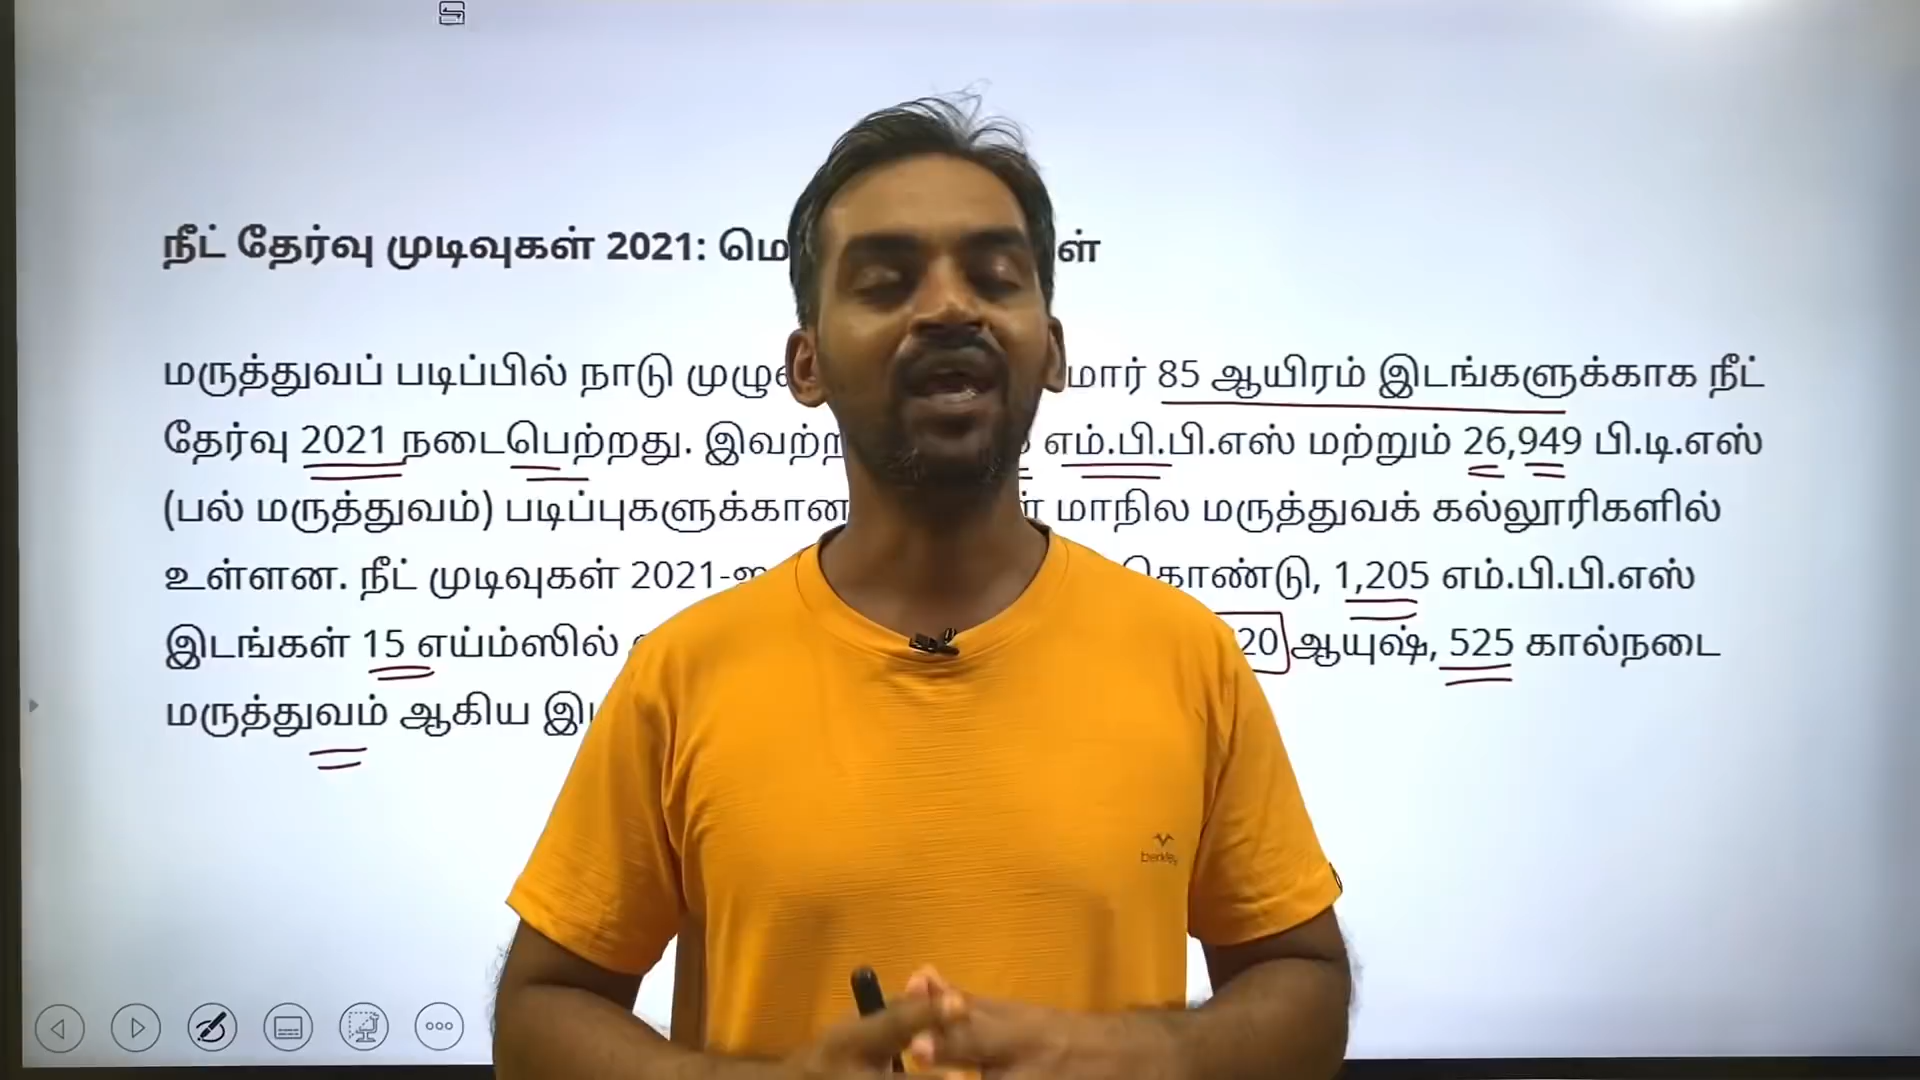 நீட் தேர்வு முடிவுகள் 2021:
மருத்துவப் படிப்பில் நாடு 85 ஆயிரம் இடங்களுக்காக நீட்
தேர்வு 2021 நடைபெற்றது. எம்.பி.பி.எஸ் மற்றும் 26,949 பி.டி.எஸ்
(பல் மருத்துவம்) படிப்புகளுக்கான மாநில மருத்துவக் கல்லூரிகளில்
உள்ளன. நீட் முடிவுகள் 2021-ஐ கொண்டு, 1,205 எம்.பி.பி.எஸ்
இடங்கள் 15 எய்ம்ஸில் ஆயுஷ், 525 கால்நடை
மருத்துவம் ஆகிய